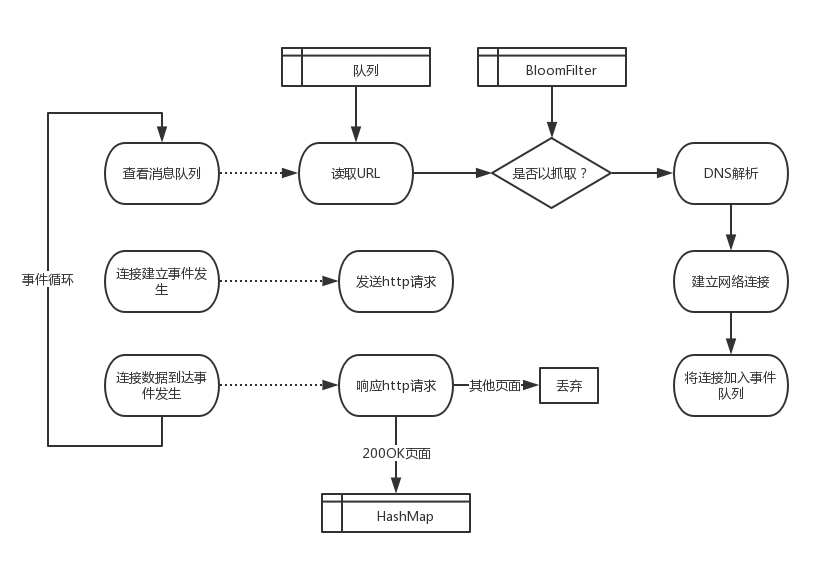 队列
BloomFilter
查看消息队列
读取URL
是否以抓取？
DNS解析
事件循环
连接建立事件发
生
发送http请求
建立网络连接
连接数据到达事
件发生
响应http请求
其他页面
丢弃
将连接加入事件
队列
200OK页面
HashMap